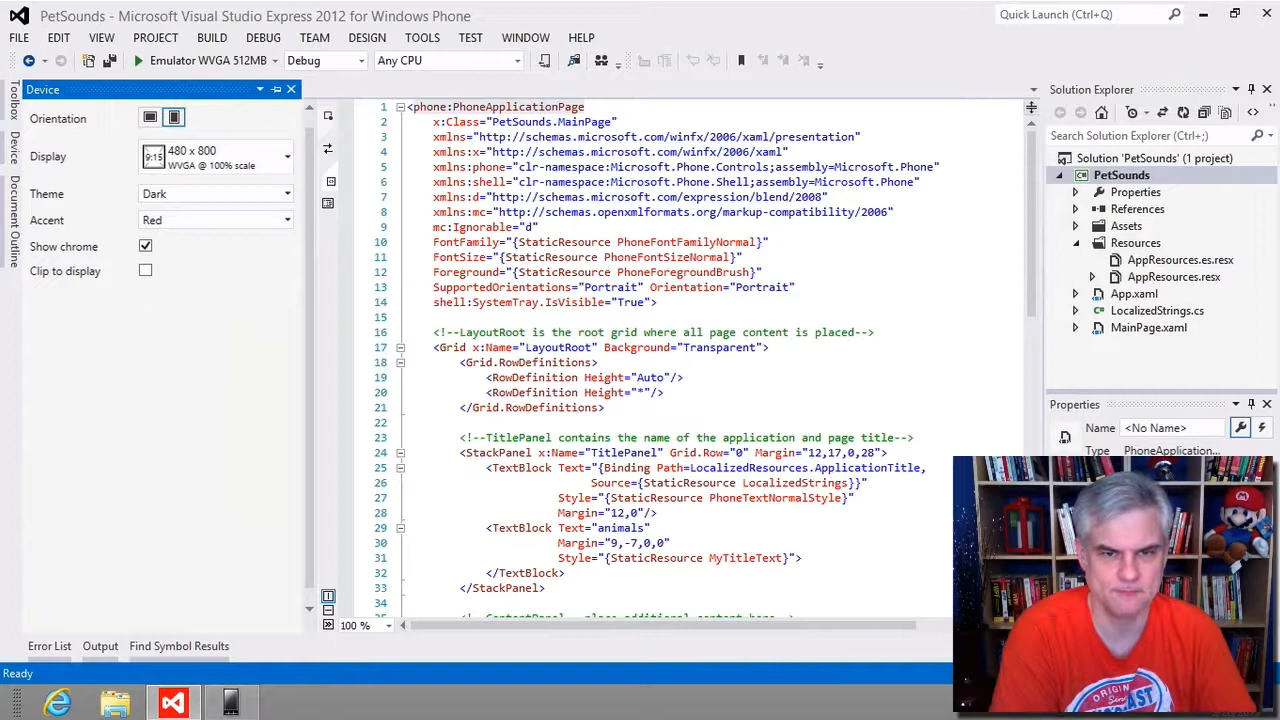 PetSounds - Microsoft Visual Studio Express 2012 for Windows Phone
Quick Launch (Ctrl+Q)
FILE EDIT VIEW PROJECT BUILD DEBUG TEAM DESIGN TOOLS TEST WINDOW HELP
Emulator WVGA 512MB Debug Any CPU
Toolbox
Device
Document Outline
Device
Orientation
Display
9:15
480 x 800
WVGA @ 100% scale
Theme Dark
Accent Red
Show chrome
Clip to display
1 <phone:PhoneApplicationPage
2 x:Class="PetSounds.MainPage"
3 xmlns="http://schemas.microsoft.com/winfx/2006/xaml/presentation"
4 xmlns:x="http://schemas.microsoft.com/winfx/2006/xaml"
5 xmlns:phone="clr-namespace:Microsoft.Phone.Controls;assembly=Microsoft.Phone"
6 xmlns:shell="clr-namespace:Microsoft.Phone.Shell;assembly=Microsoft.Phone"
7 xmlns:d="http://schemas.microsoft.com/expression/blend/2008"
8 xmlns:mc="http://schemas.openxmlformats.org/markup-compatibility/2006"
9 mc:Ignorable="d"
10 FontFamily="{StaticResource PhoneFontFamilyNormal}"
11 FontSize="{StaticResource PhoneFontSizeNormal}"
12 Foreground="{StaticResource PhoneForegroundBrush}"
13 SupportedOrientations="Portrait" Orientation="Portrait"
14 shell:SystemTray.IsVisible="True">
15
16 <!--LayoutRoot is the root grid where all page content is placed-->
17 <Grid x:Name="LayoutRoot" Background="Transparent">
18 <Grid.RowDefinitions>
19 <RowDefinition Height="Auto"/>
20 <RowDefinition Height="*"/>
21 </Grid.RowDefinitions>
22
23 <!--TitlePanel contains the name of the application and page title-->
24 <StackPanel x:Name="TitlePanel" Grid.Row="0" Margin="12,17,0,28">
25 <TextBlock Text="{Binding Path=LocalizedResources.ApplicationTitle,
26 Source={StaticResource LocalizedStrings}}"
27 Style="{StaticResource PhoneTextNormalStyle}"
28 Margin="12,0"/>
29 <TextBlock Text="animals"
30 Margin="9,-7,0,0"
31 Style="{StaticResource MyTitleText}">
32 </TextBlock>
33 </StackPanel>
34
100 %
Solution Explorer
Search Solution Explorer (Ctrl+;)
Solution 'PetSounds' (1 project)
PetSounds
Properties
References
Assets
Resources
AppResources.es.resx
AppResources.resx
App.xaml
LocalizedStrings.cs
MainPage.xaml
Properties
Name <No Name>
Type PhoneApplication...
Error List Output Find Symbol Results
Ready
ORIGIN